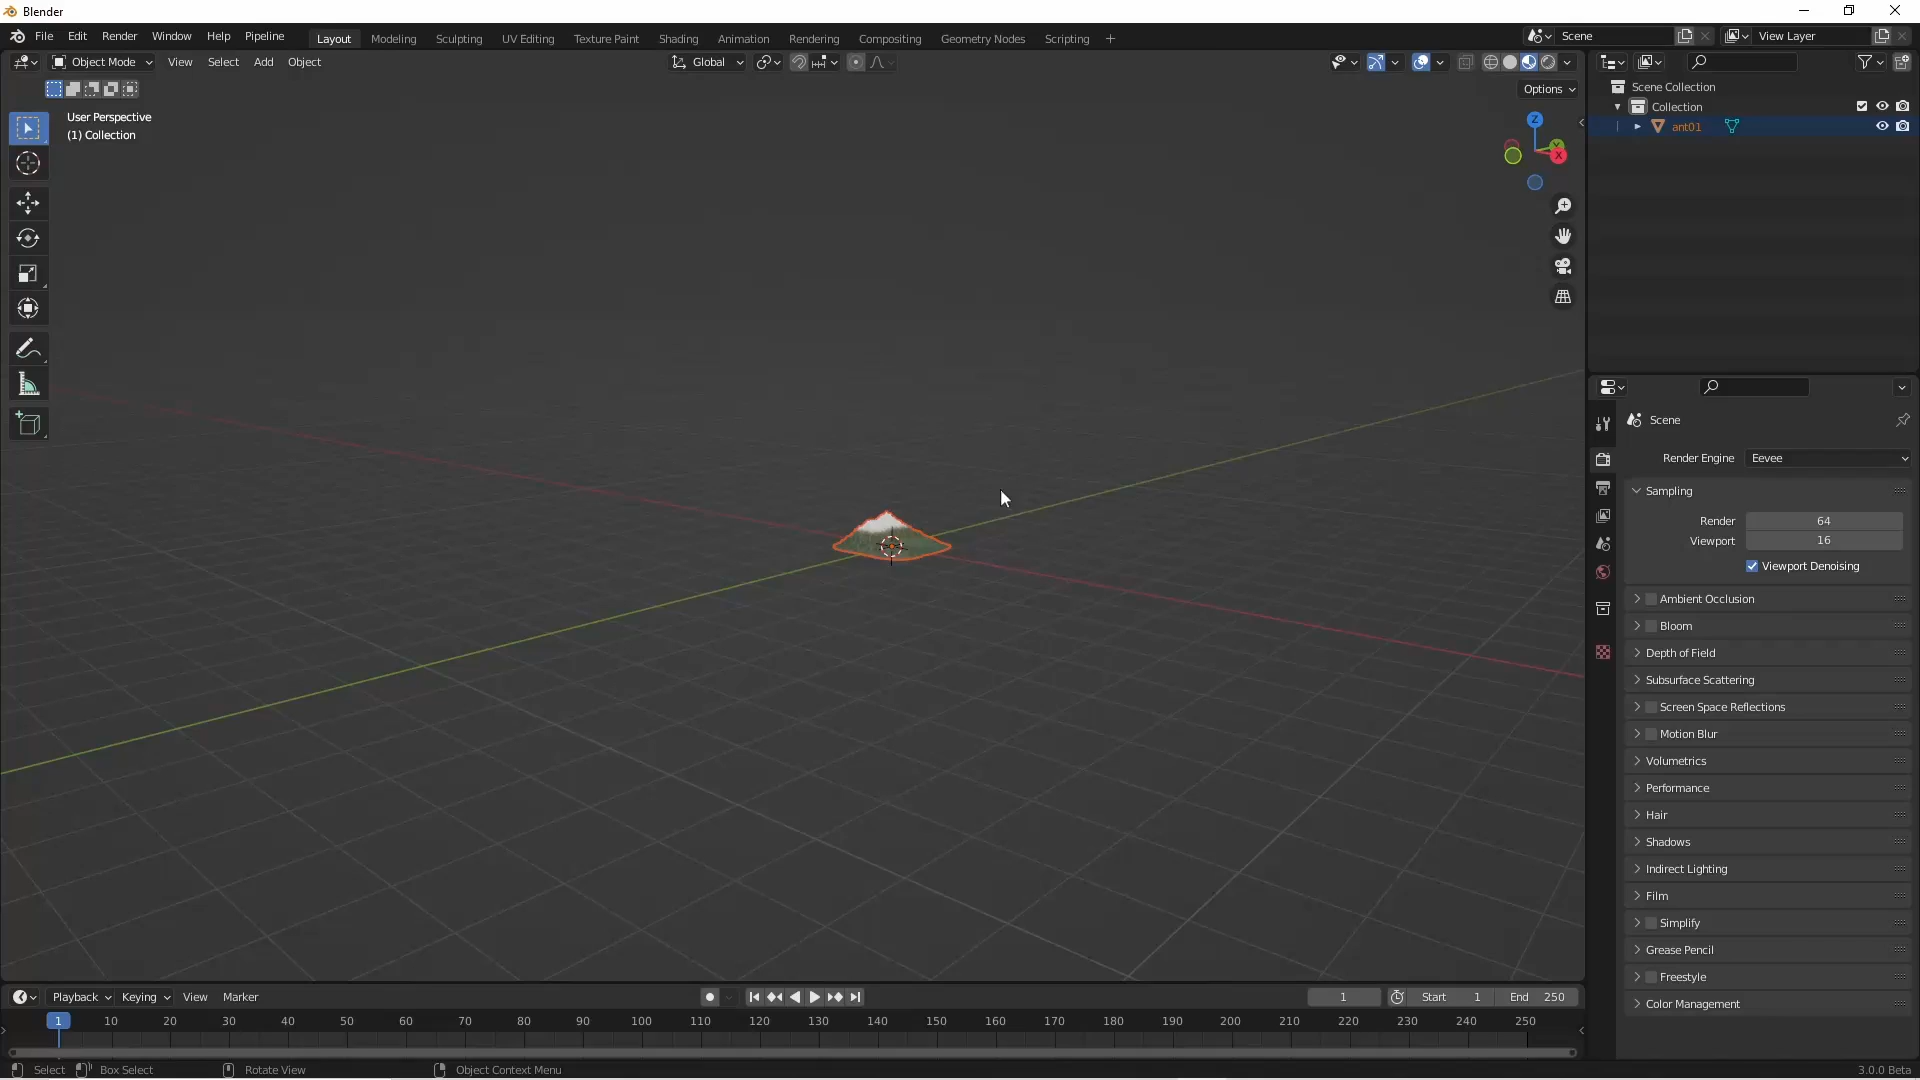 Blender
File Edit Render Window Help Pipeline Layout Modeling Sculpting UV Editing Texture Paint Shading Animation Rendering Compositing Geometry Nodes Scripting + Scene View Layer
Object Mode View Select Add Object Global
Options
User Perspective
(1) Collection
Z
Y
X
Scene Collection
Collection
ant01
Scene
Render Engine Eevee
Sampling
Render 64
Viewport 16
Viewport Denoising
Ambient Occlusion
Bloom
Depth of Field
Subsurface Scattering
Screen Space Reflections
Motion Blur
Volumetrics
Performance
Hair
Shadows
Indirect Lighting
Film
Simplify
Grease Pencil
Freestyle
Color Management
Playback Keying View Marker 1 Start 1 End 250
1 10 20 30 40 50 60 70 80 90 100 110 120 130 140 150 160 170 180 190 200 210 220 230 240 250
Select Box Select Rotate View Object Context Menu 3.0.0 Beta